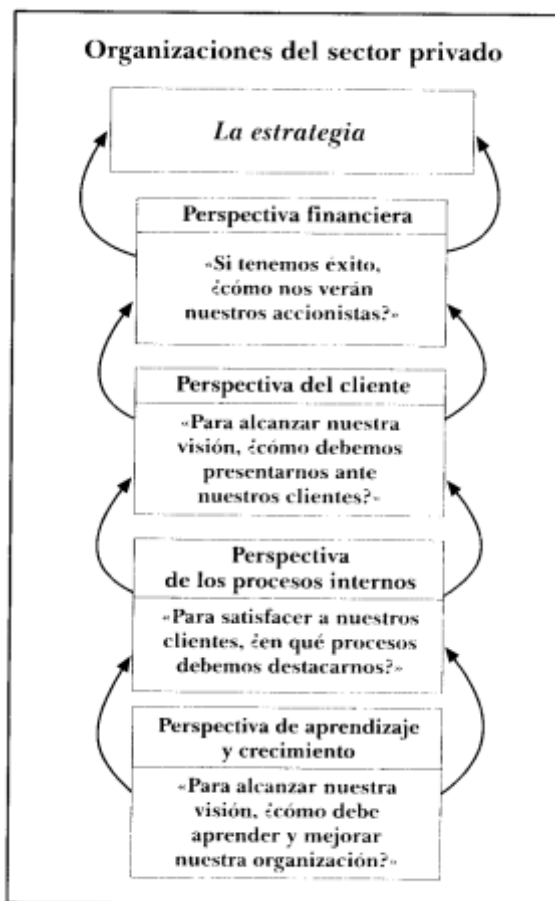 Organizaciones del sector privado
La estrategia
Perspectiva financiera
«Si tenemos éxito,
¿cómo nos verán
nuestros accionistas?»
Perspectiva del cliente
«Para alcanzar nuestra
visión, ¿cómo debemos
presentarnos ante
nuestros clientes?»
Perspectiva
de los procesos internos
«Para satisfacer a nuestros
clientes, ¿en qué procesos
debemos destacarnos?»
Perspectiva de aprendizaje
y crecimiento
«Para alcanzar nuestra
visión, ¿cómo debe
aprender y mejorar
nuestra organización?»